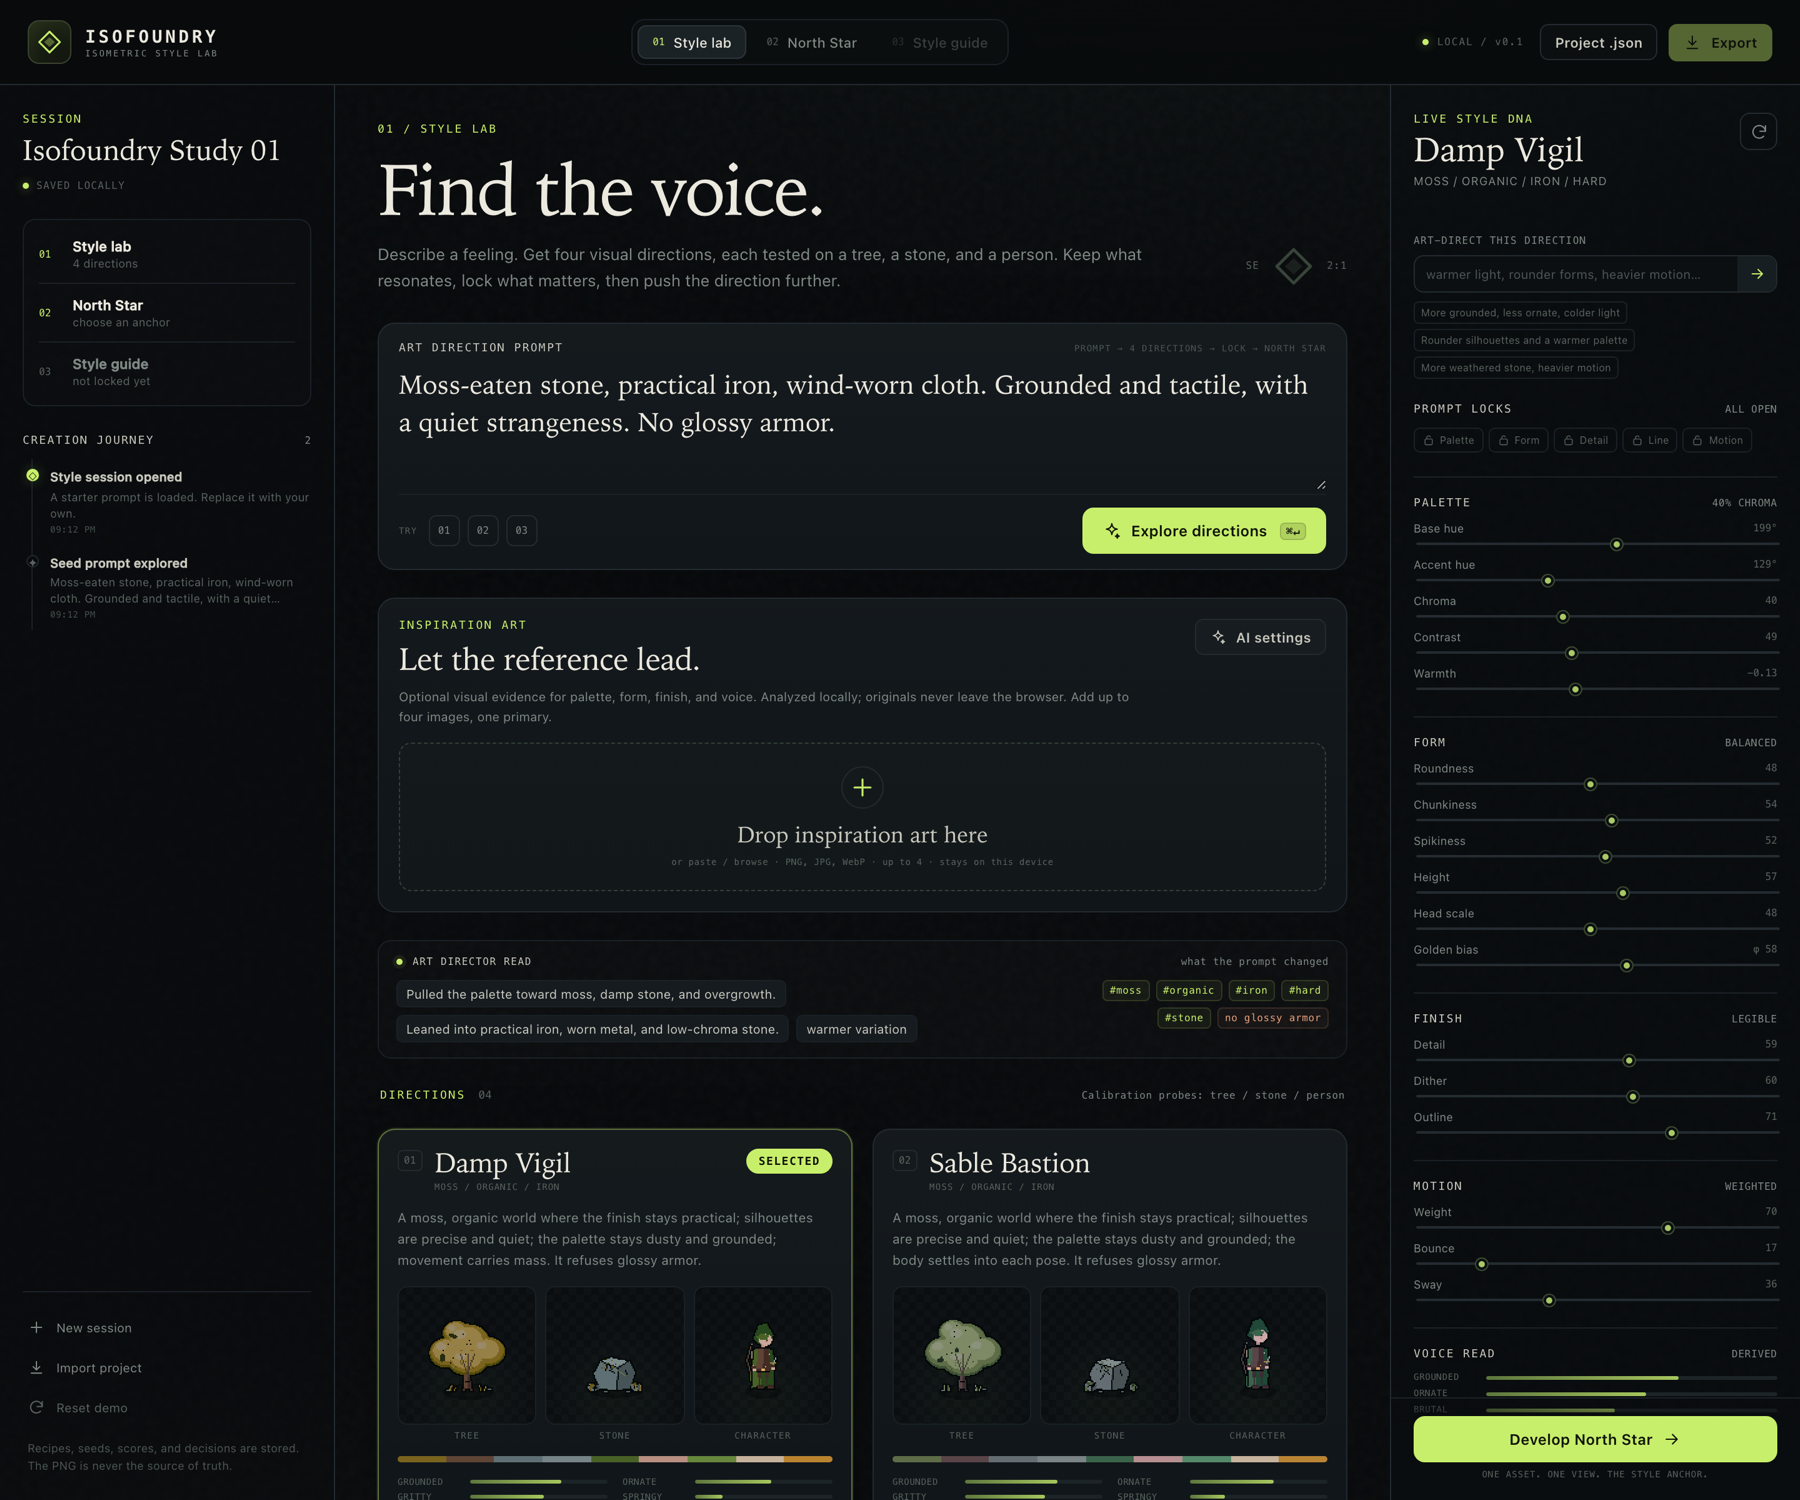 ISOFOUNDRY
ISOMETRIC STYLE LAB
01 Style lab
02 North Star
03 Style guide
LOCAL / v0.1
Project .json
Export
SESSION
Isofoundry Study 01
SAVED LOCALLY
01 Style lab
4 directions
02 North Star
choose an anchor
03 Style guide
not locked yet
CREATION JOURNEY 2
Style session opened
A starter prompt is loaded. Replace it with your
own.
09:12 PM
Seed prompt explored
Moss-eaten stone, practical iron, wind-worn
cloth. Grounded and tactile, with a quiet…
09:12 PM
New session
Import project
Reset demo
Recipes, seeds, scores, and decisions are stored.
The PNG is never the source of truth.
01 / STYLE LAB
Find the voice.
Describe a feeling. Get four visual directions, each tested on a tree, a stone, and a person. Keep what
resonates, lock what matters, then push the direction further.
SE 2:1
ART DIRECTION PROMPT
PROMPT → 4 DIRECTIONS → LOCK → NORTH STAR
Moss-eaten stone, practical iron, wind-worn cloth. Grounded and tactile, with
a quiet strangeness. No glossy armor.
TRY 01 02 03
Explore directions ⌘↵
INSPIRATION ART
Let the reference lead.
AI settings
Optional visual evidence for palette, form, finish, and voice. Analyzed locally; originals never leave the browser. Add up to
four images, one primary.
Drop inspiration art here
or paste / browse · PNG, JPG, WebP · up to 4 · stays on this device
ART DIRECTOR READ
what the prompt changed
Pulled the palette toward moss, damp stone, and overgrowth.
Leaned into practical iron, worn metal, and low-chroma stone.
warmer variation
#moss #organic #iron #hard
#stone no glossy armor
DIRECTIONS 04
Calibration probes: tree / stone / person
01 Damp Vigil
SELECTED
MOSS / ORGANIC / IRON
A moss, organic world where the finish stays practical; silhouettes
are precise and quiet; the palette stays dusty and grounded;
movement carries mass. It refuses glossy armor.
TREE STONE CHARACTER
GROUNDED ORNATE
GRITTY SPRINGY
02 Sable Bastion
MOSS / ORGANIC / IRON
A moss, organic world where the finish stays practical; silhouettes
are precise and quiet; the palette stays dusty and grounded; the
body settles into each pose. It refuses glossy armor.
TREE STONE CHARACTER
GROUNDED ORNATE
GRITTY SPRINGY
LIVE STYLE DNA
Damp Vigil
MOSS / ORGANIC / IRON / HARD
ART-DIRECT THIS DIRECTION
warmer light, rounder forms, heavier motion…
More grounded, less ornate, colder light
Rounder silhouettes and a warmer palette
More weathered stone, heavier motion
PROMPT LOCKS ALL OPEN
Palette Form Detail Line Motion
PALETTE 40% CHROMA
Base hue 199°
Accent hue 129°
Chroma 40
Contrast 49
Warmth −0.13
FORM BALANCED
Roundness 48
Chunkiness 54
Spikiness 52
Height 57
Head scale 48
Golden bias φ 58
FINISH LEGIBLE
Detail 59
Dither 60
Outline 71
MOTION WEIGHTED
Weight 70
Bounce 17
Sway 36
VOICE READ DERIVED
GROUNDED
ORNATE
BRUTAL
Develop North Star →
ONE ASSET. ONE VIEW. THE STYLE ANCHOR.